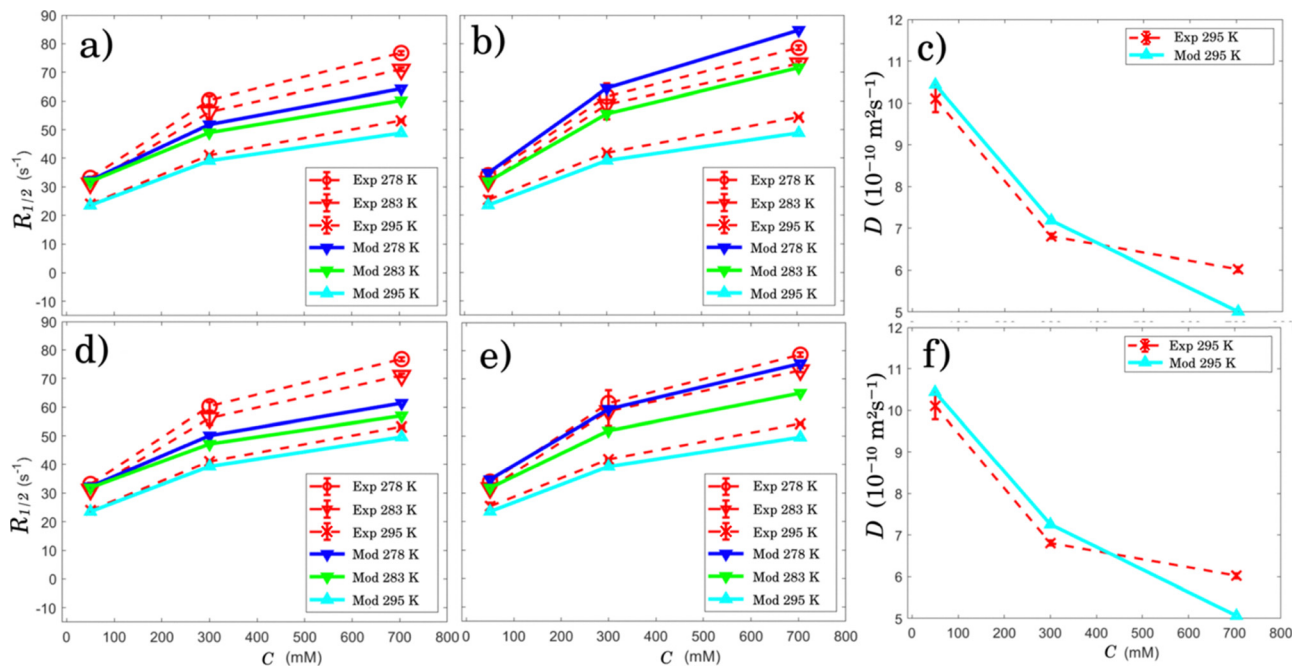 a)
90
80
70
60
50
40
30
20
10
0
-10
R1/2 (s-1)
Exp 278 K
Exp 283 K
Exp 295 K
Mod 278 K
Mod 283 K
Mod 295 K
b)
Exp 278 K
Exp 283 K
Exp 295 K
Mod 278 K
Mod 283 K
Mod 295 K
c)
12
11
10
9
8
7
6
5
D (10−10 m2s−1)
Exp 295 K
Mod 295 K
d)
90
80
70
60
50
40
30
20
10
0
-10
R1/2 (s-1)
Exp 278 K
Exp 283 K
Exp 295 K
Mod 278 K
Mod 283 K
Mod 295 K
0 100 200 300 400 500 600 700 800
C (mM)
e)
Exp 278 K
Exp 283 K
Exp 295 K
Mod 278 K
Mod 283 K
Mod 295 K
0 100 200 300 400 500 600 700 800
C (mM)
f)
12
11
10
9
8
7
6
5
D (10−10 m2s−1)
Exp 295 K
Mod 295 K
0 100 200 300 400 500 600 700 800
C (mM)